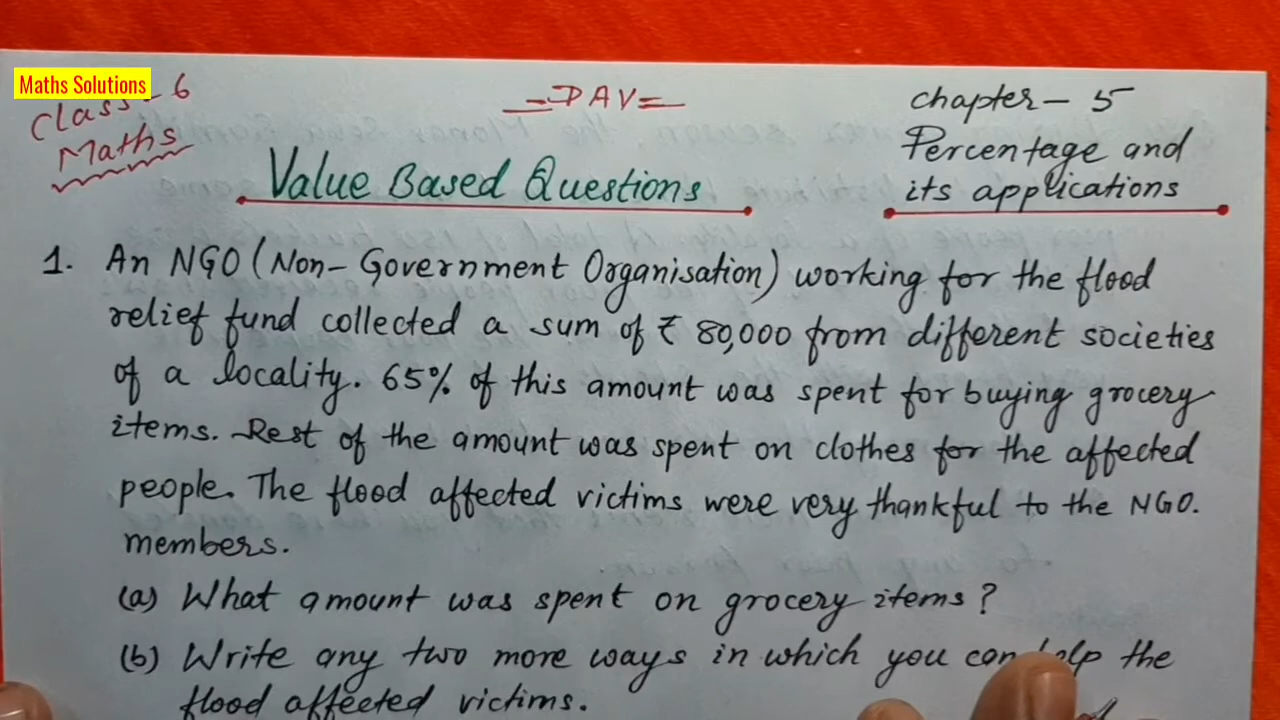 Maths Solutions
Class - 6
Maths
DAV
Chapter - 5
Percentage and
its applications
Value Based Questions
1. An NGO (Non-Government Organisation) working for the flood
relief fund collected a sum of ₹ 80,000 from different societies
of a locality. 65% of this amount was spent for buying grocery
items. Rest of the amount was spent on clothes for the affected
people. The flood affected victims were very thankful to the NGO.
members.
(a) What amount was spent on grocery items?
(b) Write any two more ways in which you can help the
flood affected victims.